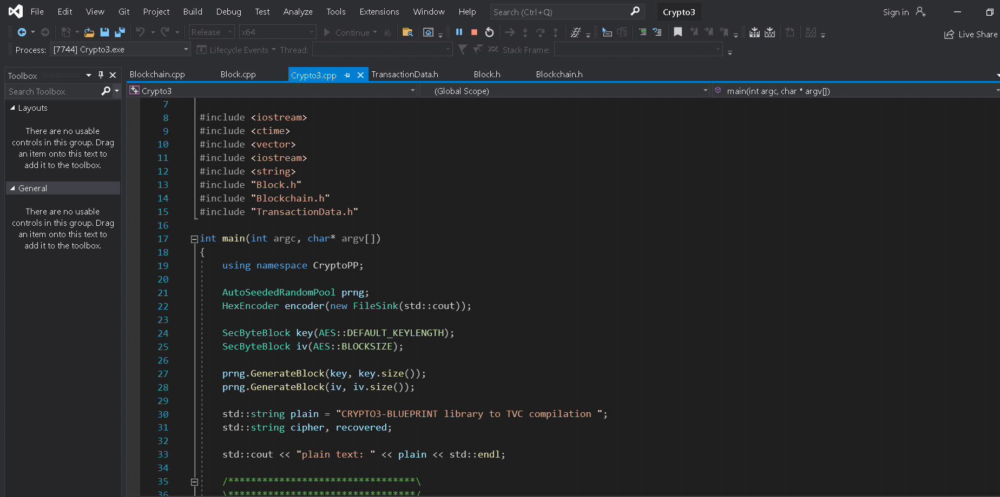 File Edit View Git Project Build Debug Test Analyze Tools Extensions Window Help Search (Ctrl+Q) Crypto3 Sign in
Release x64 Continue Live Share
Process: [7744] Crypto3.exe Lifecycle Events Thread: Stack Frame:
Toolbox
Search Toolbox
Layouts
There are no usable
controls in this group. Drag
an item onto this text to
add it to the toolbox.
General
There are no usable
controls in this group. Drag
an item onto this text to
add it to the toolbox.
Blockchain.cpp Block.cpp Crypto3.cpp TransactionData.h Block.h Blockchain.h
Crypto3 (Global Scope) main(int argc, char * argv[])
7
8 #include <iostream>
9 #include <ctime>
10 #include <vector>
11 #include <iostream>
12 #include <string>
13 #include "Block.h"
14 #include "Blockchain.h"
15 #include "TransactionData.h"
16
17 int main(int argc, char* argv[])
18 {
19 using namespace CryptoPP;
20
21 AutoSeededRandomPool prng;
22 HexEncoder encoder(new FileSink(std::cout));
23
24 SecByteBlock key(AES::DEFAULT_KEYLENGTH);
25 SecByteBlock iv(AES::BLOCKSIZE);
26
27 prng.GenerateBlock(key, key.size());
28 prng.GenerateBlock(iv, iv.size());
29
30 std::string plain = "CRYPTO3-BLUEPRINT library to TVC compilation ";
31 std::string cipher, recovered;
32
33 std::cout << "plain text: " << plain << std::endl;
34
35 /*********************************\
36 \*********************************/